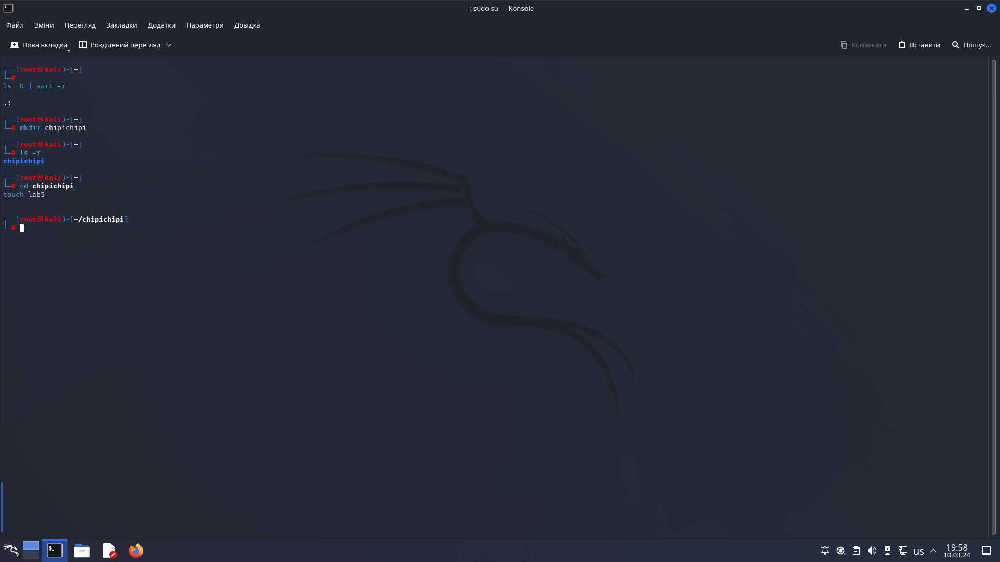 - : sudo su — Konsole
Файл Зміни Перегляд Закладки Додатки Параметри Довідка
Нова вкладка Розділений перегляд Копіювати Вставити Пошук...
┌──(root㉿kali)-[~]
└─#
ls -R | sort -r
.:
┌──(root㉿kali)-[~]
└─# mkdir chipichipi
┌──(root㉿kali)-[~]
└─# ls -r
chipichipi
┌──(root㉿kali)-[~]
└─# cd chipichipi
touch lab5
┌──(root㉿kali)-[~/chipichipi]
└─#
us
19:58
10.03.24